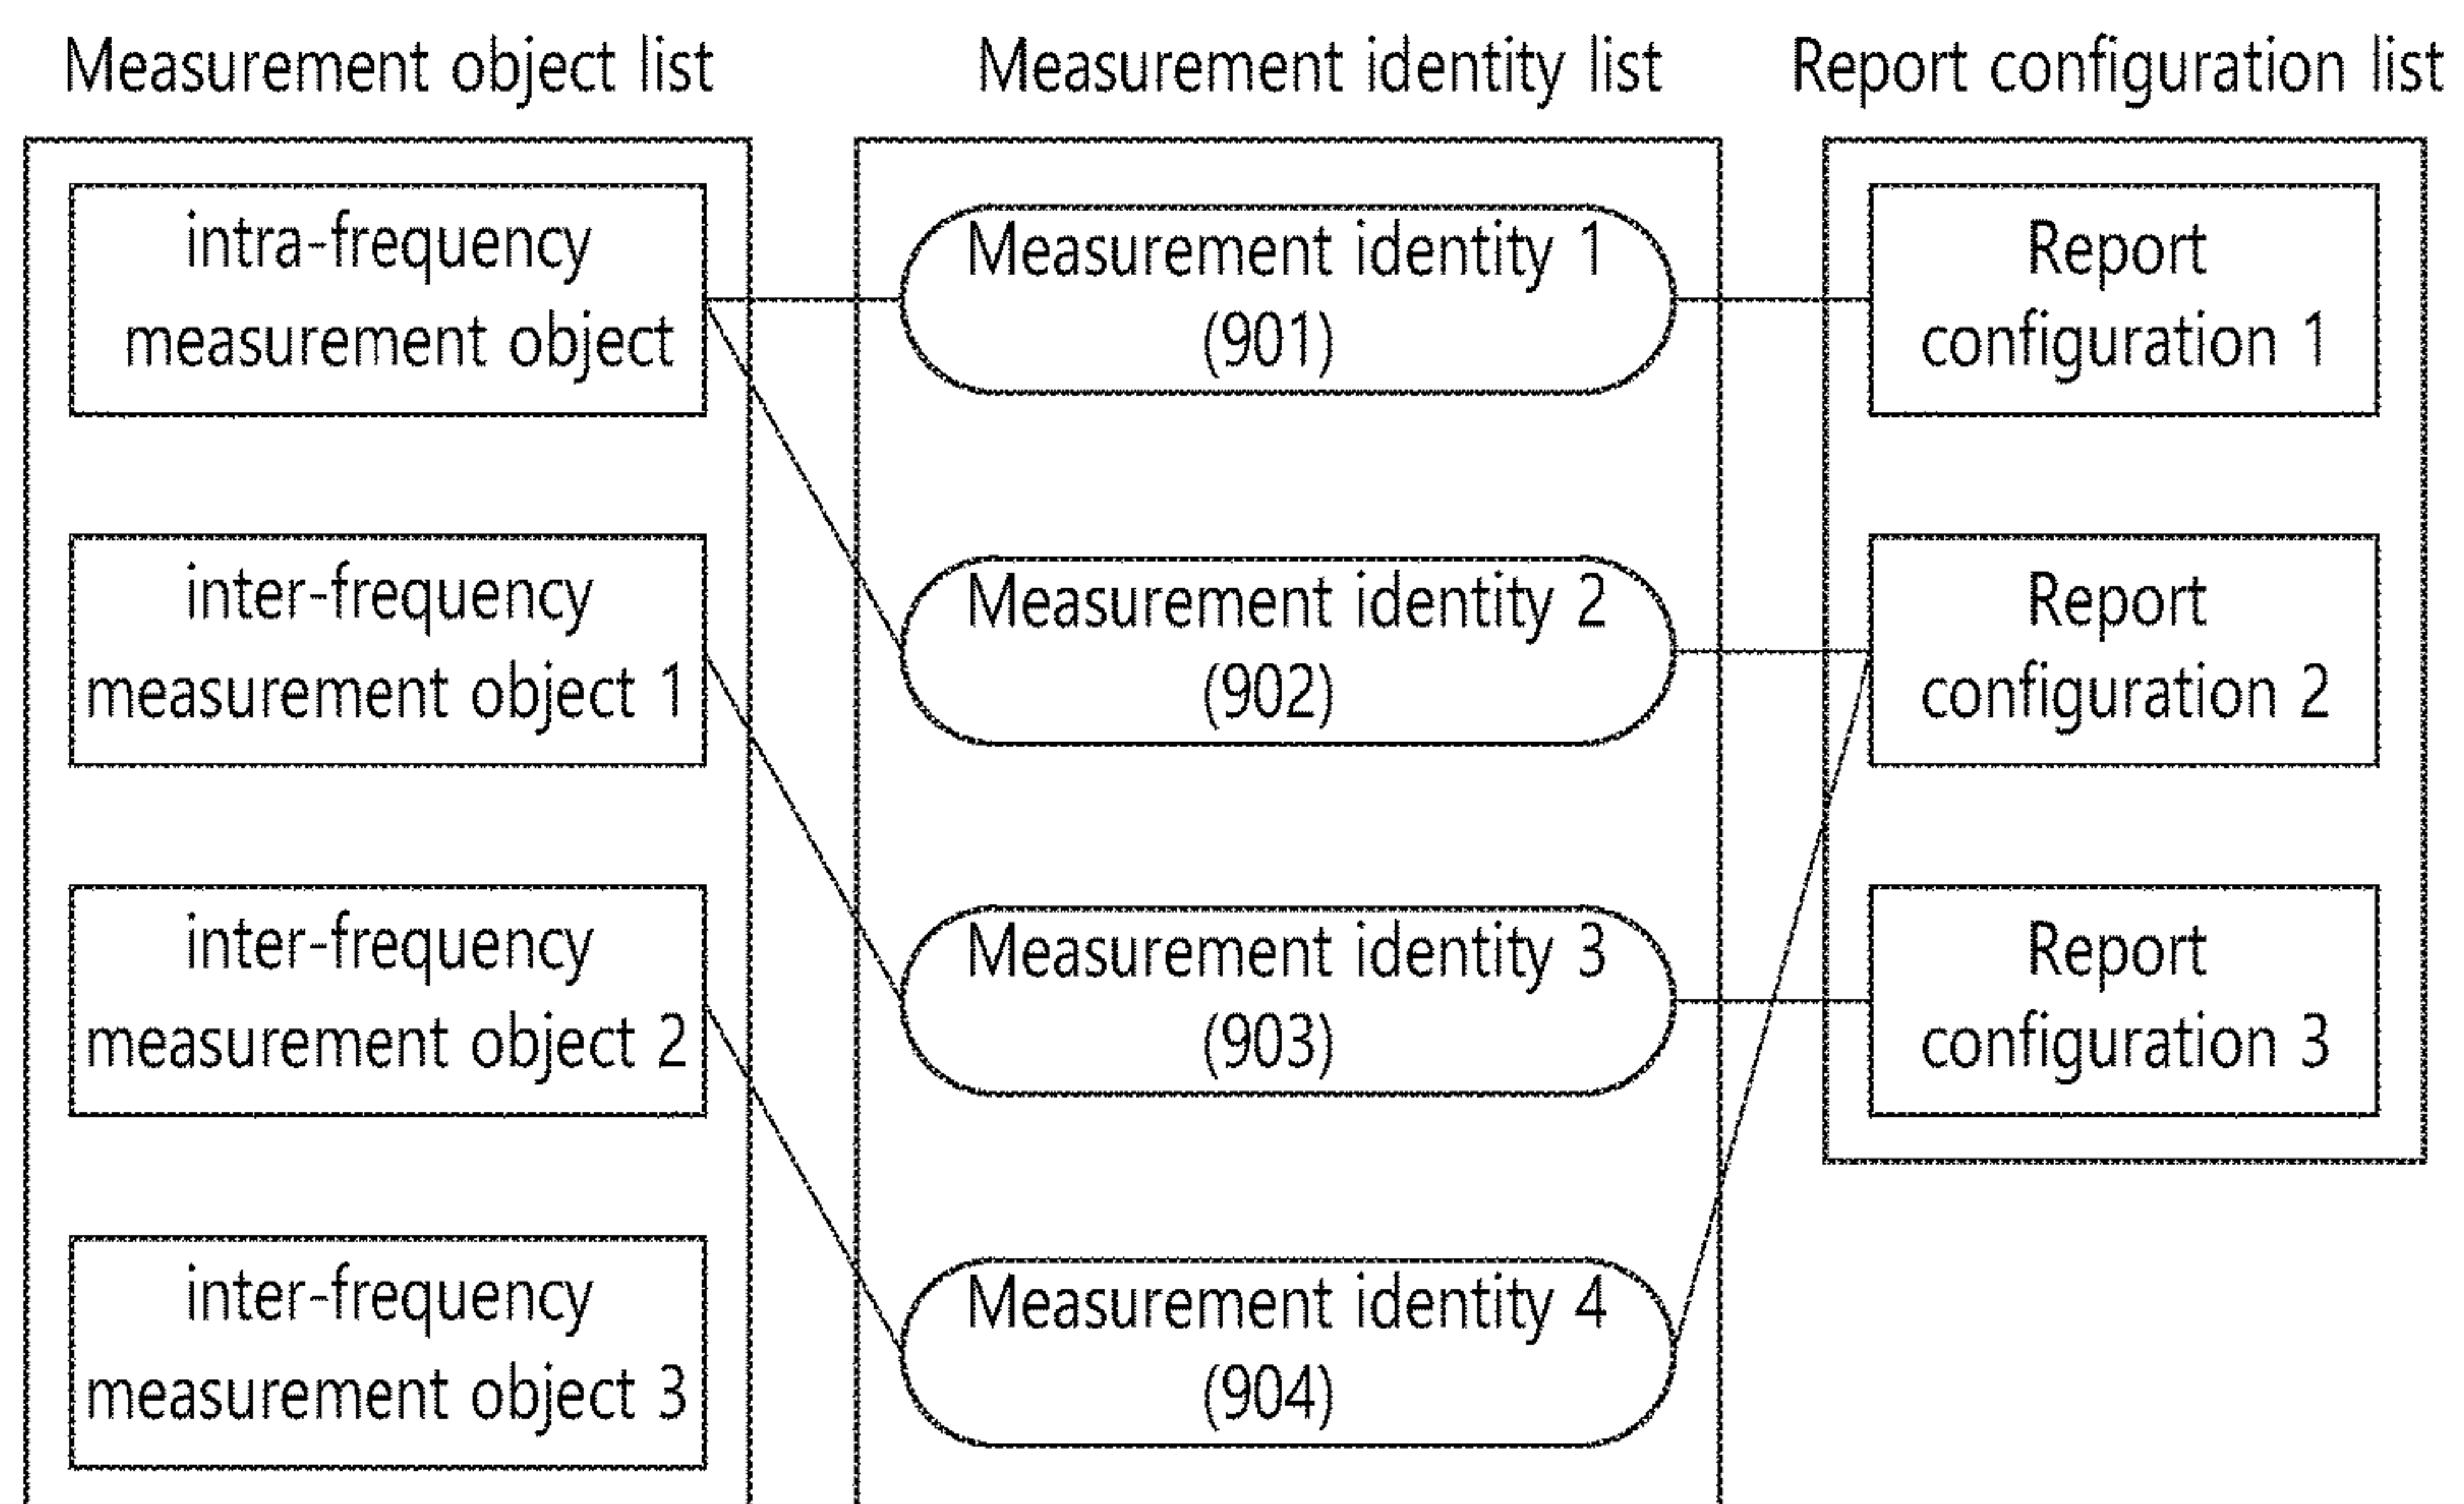 Measurement object list
Measurement identity list
Report configuration list
intra-frequency
measurement object
Measurement identity 1
(901)
Report
configuration 1
inter-frequency
measurement object 1
Measurement identity 2
(902)
Report
configuration 2
inter-frequency
measurement object 2
Measurement identity 3
(903)
Report
configuration 3
inter-frequency
measurement object 3
Measurement identity 4
(904)